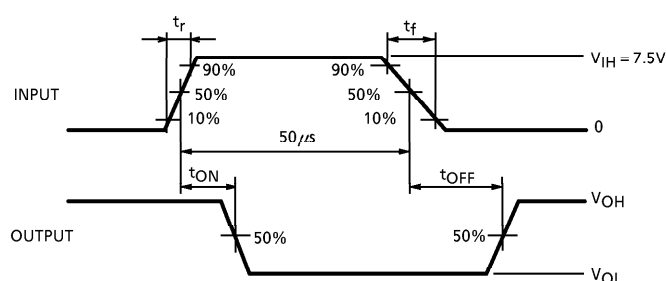 tr
tf
VIH = 7.5V
90%
90%
INPUT
50%
50%
10%
10%
0
50μs
tON
tOFF
VOH
OUTPUT
50%
50%
VOL